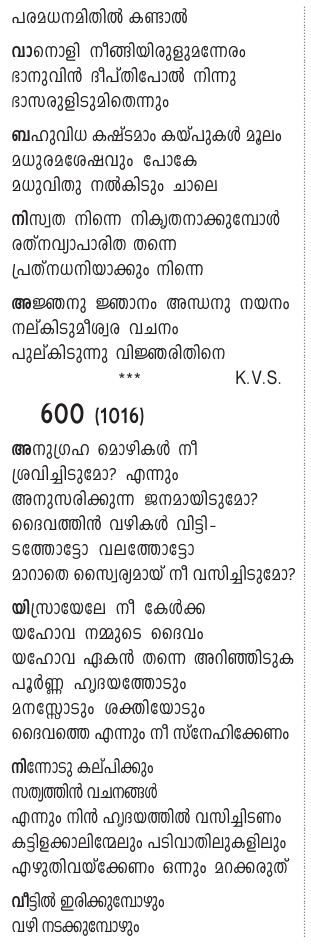 പരമധനമിതിൽ കണ്ടാൽ
വാനൊളി നീങ്ങിയിരുളുമന്നേരം
ഭാനുവിൻ ദീപ്തിപോൽ നിന്നു
ഭാസരുളിടുമിതെന്നും
ബഹുവിധ കഷ്ടമാം കയ്പുകൾ മൂലം
മധുരമശേഷവും പോകേ
മധുവിതു നൽകിടും ചാലെ
നിസ്വത നിന്നെ നികൃതനാക്കുമ്പോൾ
രത്നവ്യാപാരിത തന്നെ
പ്രത്നധനിയാക്കും നിന്നെ
അജ്ഞനു ജ്ഞാനം അന്ധനു നയനം
നല്കിടുമീശ്വര വചനം
പുല്കിടുന്നു വിജ്ഞരിതിനെ
*** K.V.S.
600 (1016)
അനുഗ്രഹ മൊഴികൾ നീ
ശ്രവിച്ചിടുമോ? എന്നും
അനുസരിക്കുന്ന ജനമായിടുമോ?
ദൈവത്തിൻ വഴികൾ വിട്ടി-
ടത്തോട്ടോ വലത്തോട്ടോ
മാറാതെ സ്വൈര്യമായ് നീ വസിച്ചിടുമോ?
യിസ്രായേലേ നീ കേൾക്ക
യഹോവ നമ്മുടെ ദൈവം
യഹോവ ഏകൻ തന്നെ അറിഞ്ഞിടുക
പൂർണ്ണ ഹൃദയത്തോടും
മനസ്സോടും ശക്തിയോടും
ദൈവത്തെ എന്നും നീ സ്നേഹിക്കേണം
നിന്നോടു കല്പിക്കും
സത്യത്തിൻ വചനങ്ങൾ
എന്നും നിൻ ഹൃദയത്തിൽ വസിച്ചിടണം
കട്ടിളക്കാലിന്മേലും പടിവാതിലുകളിലും
എഴുതിവയ്ക്കേണം ഒന്നും മറക്കരുത്
വീട്ടിൽ ഇരിക്കുമ്പോഴും
വഴി നടക്കുമ്പോഴും